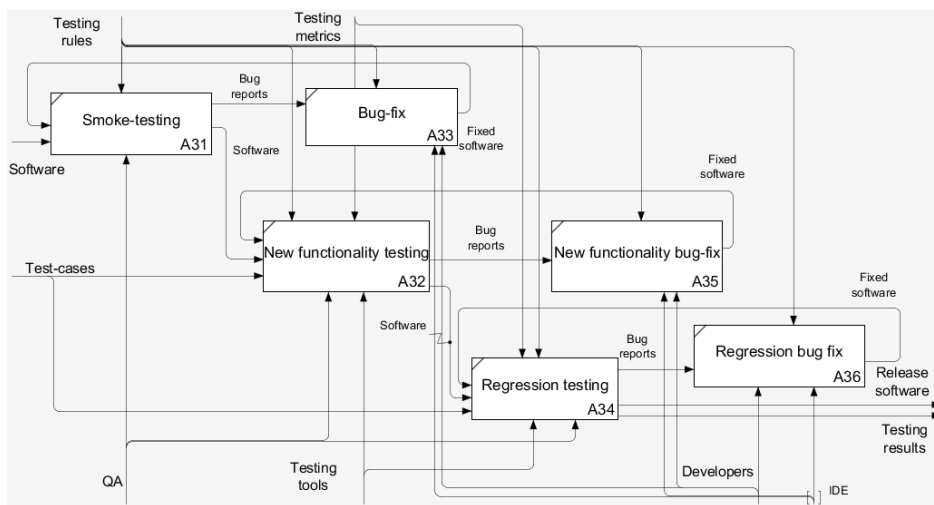 Testing
rules
Testing
metrics
Bug
reports
Smoke-testing
A31
Bug-fix
A33
Fixed
software
Software
Software
Fixed
software
New functionality testing
A32
Bug
reports
New functionality bug-fix
A35
Test-cases
Fixed
software
Software
Bug
reports
Regression bug fix
A36
Regression testing
A34
Release
software
Testing
results
QA
Testing
tools
Developers
IDE